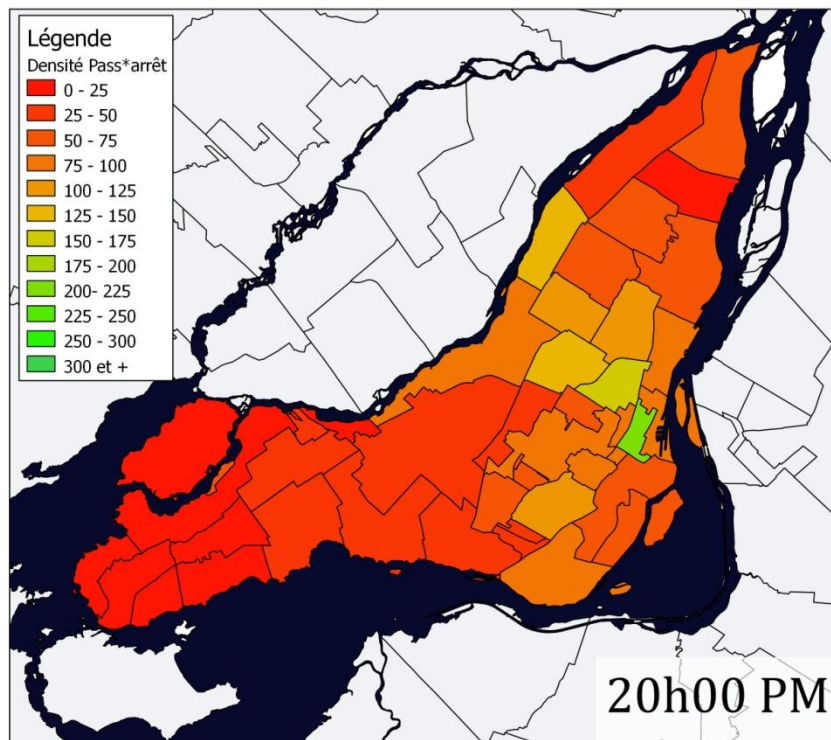 Légende
Densité Pass*arrêt
0 - 25
25 - 50
50 - 75
75 - 100
100 - 125
125 - 150
150 - 175
175 - 200
200- 225
225 - 250
250 - 300
300 et +
20h00 PM